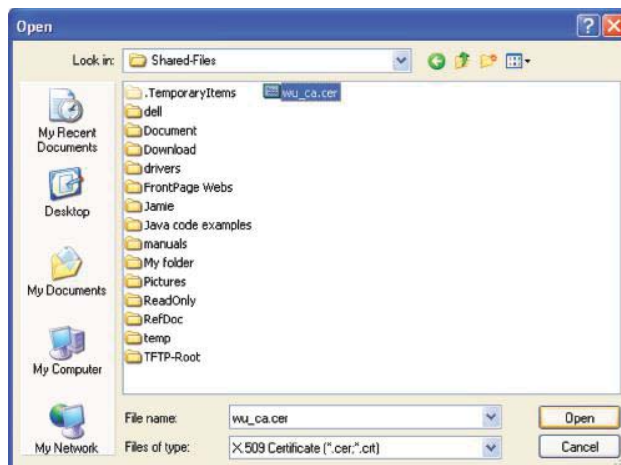 Open
Look in: Shared-Files
My Recent Documents
Desktop
My Documents
My Computer
My Network
.TemporaryItems
dell
Document
Download
drivers
FrontPage Webs
Jamie
Java code examples
manuals
My folder
Pictures
ReadOnly
RefDoc
temp
TFTP-Root
wu_ca.cer
File name: wu_ca.cer Open
Files of type: X.509 Certificate (*.cer;*.crt) Cancel